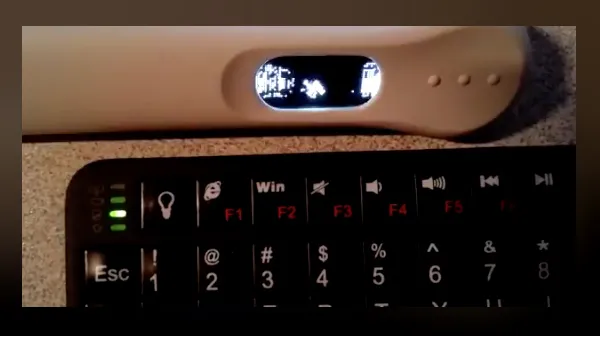 Win
F1 F2 F3 F4 F5
! @ # $ % ^ & *
Esc 1 2 3 4 5 6 7 8